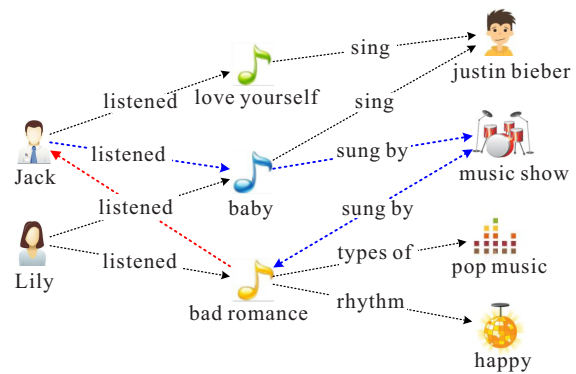 sing
justin bieber
listened
love yourself
sing
Jack
listened
sung by
music show
listened
baby
sung by
Lily
listened
types of
pop music
bad romance
rhythm
happy